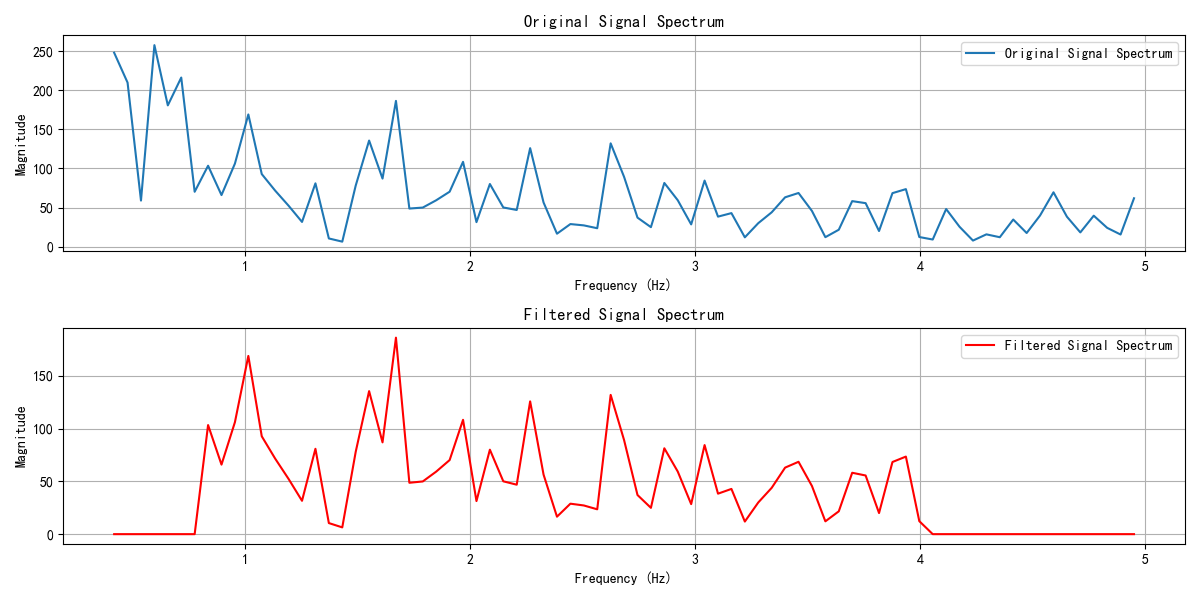 Original Signal Spectrum
Original Signal Spectrum
250
200
150
100
50
0
Magnitude
1
2
3
4
5
Frequency (Hz)
Filtered Signal Spectrum
Filtered Signal Spectrum
150
100
50
0
Magnitude
1
2
3
4
5
Frequency (Hz)